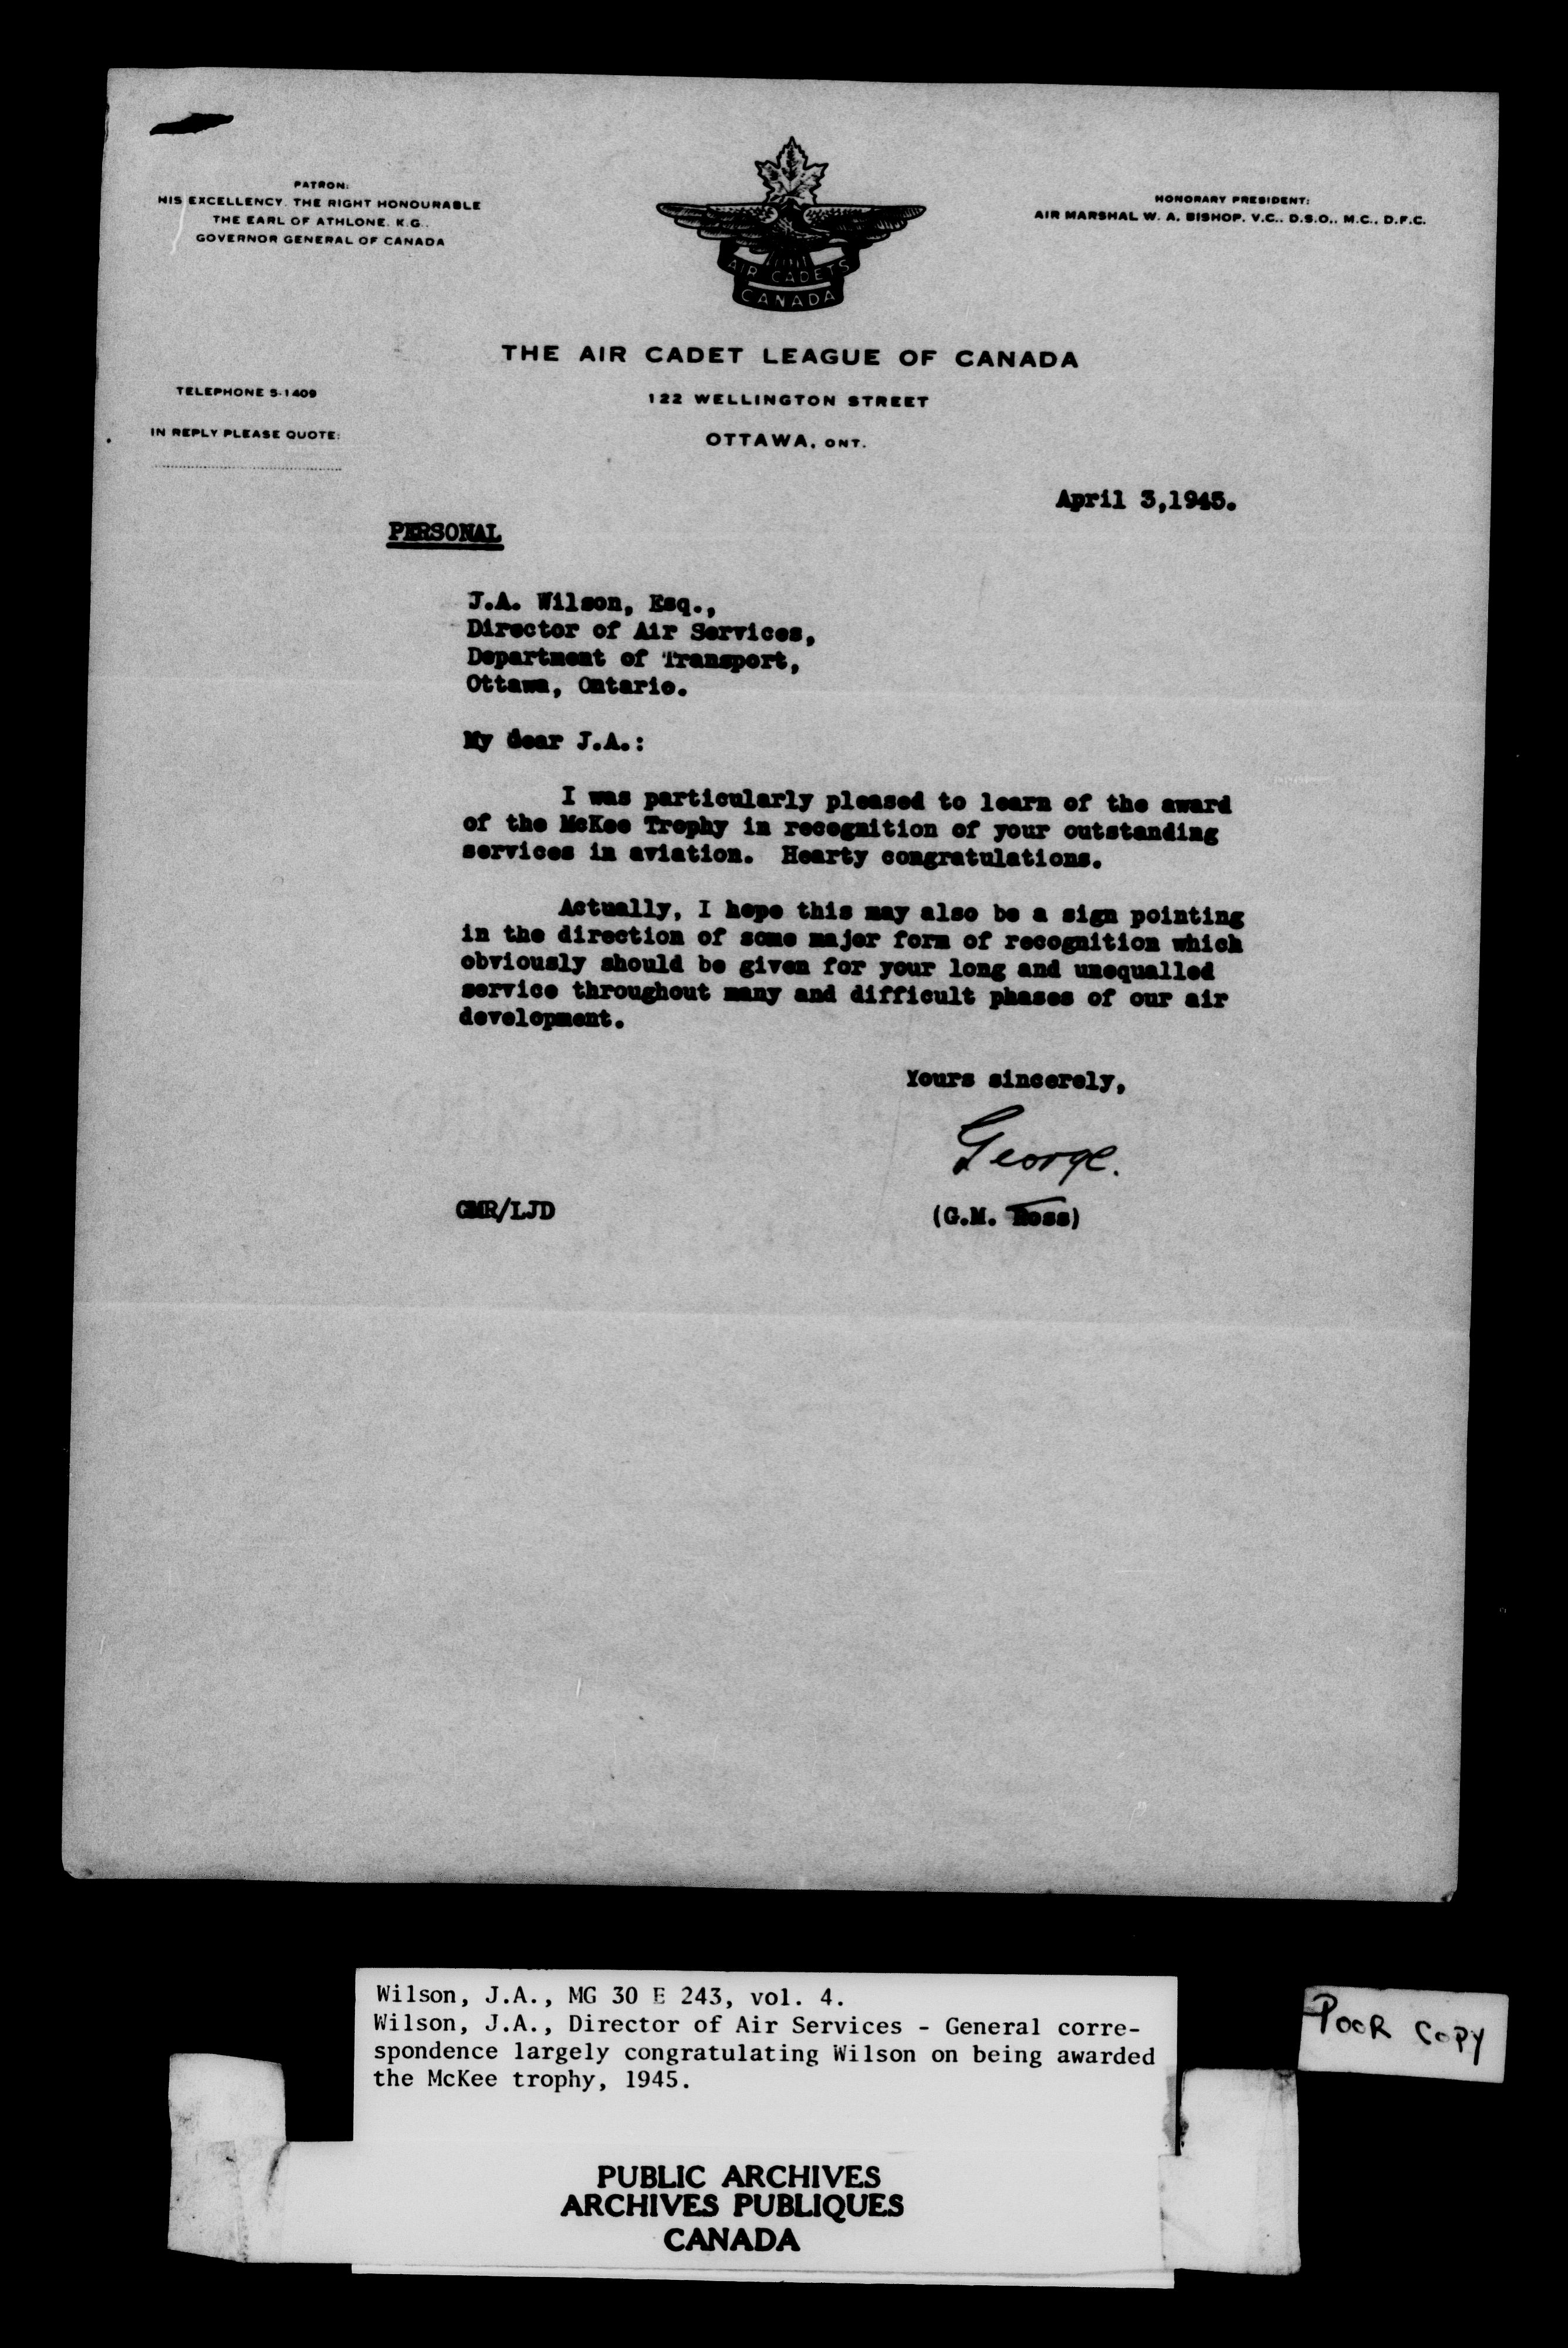 PATRON:
HIS EXCELLENCY. THE RIGHT HONOURABLE
THE EARL OF ATHLONE. K.G..
GOVERNOR GENERAL OF CANADA
AIR CADETS
CANADA
HONORARY PRESIDENT:
AIR MARSHAL W. A. BISHOP. V.C.. D.S.O.. M.C.. D.F.C.
THE AIR CADET LEAGUE OF CANADA
122 WELLINGTON STREET
OTTAWA, ONT.
TELEPHONE 5-1409
IN REPLY PLEASE QUOTE:
April 3,1945.
PERSONAL
J.A. Wilson, Esq.,
Director of Air Services,
Department of Transport,
Ottawa, Ontario.
My dear J.A.:
I was particularly pleased to learn of the award
of the McKee Trophy in recognition of your outstanding
services in aviation. Hearty congratulations.
Actually, I hope this may also be a sign pointing
in the direction of some major form of recognition which
obviously should be given for your long and unequalled
service throughout many and difficult phases of our air
development.
Yours sincerely,
George.
GMR/LJD
(G.M. Ross)
Wilson, J.A., MG 30 E 243, vol. 4.
Wilson, J.A., Director of Air Services - General corre-
spondence largely congratulating Wilson on being awarded
the McKee trophy, 1945.
POOR COPY
PUBLIC ARCHIVES
ARCHIVES PUBLIQUES
CANADA